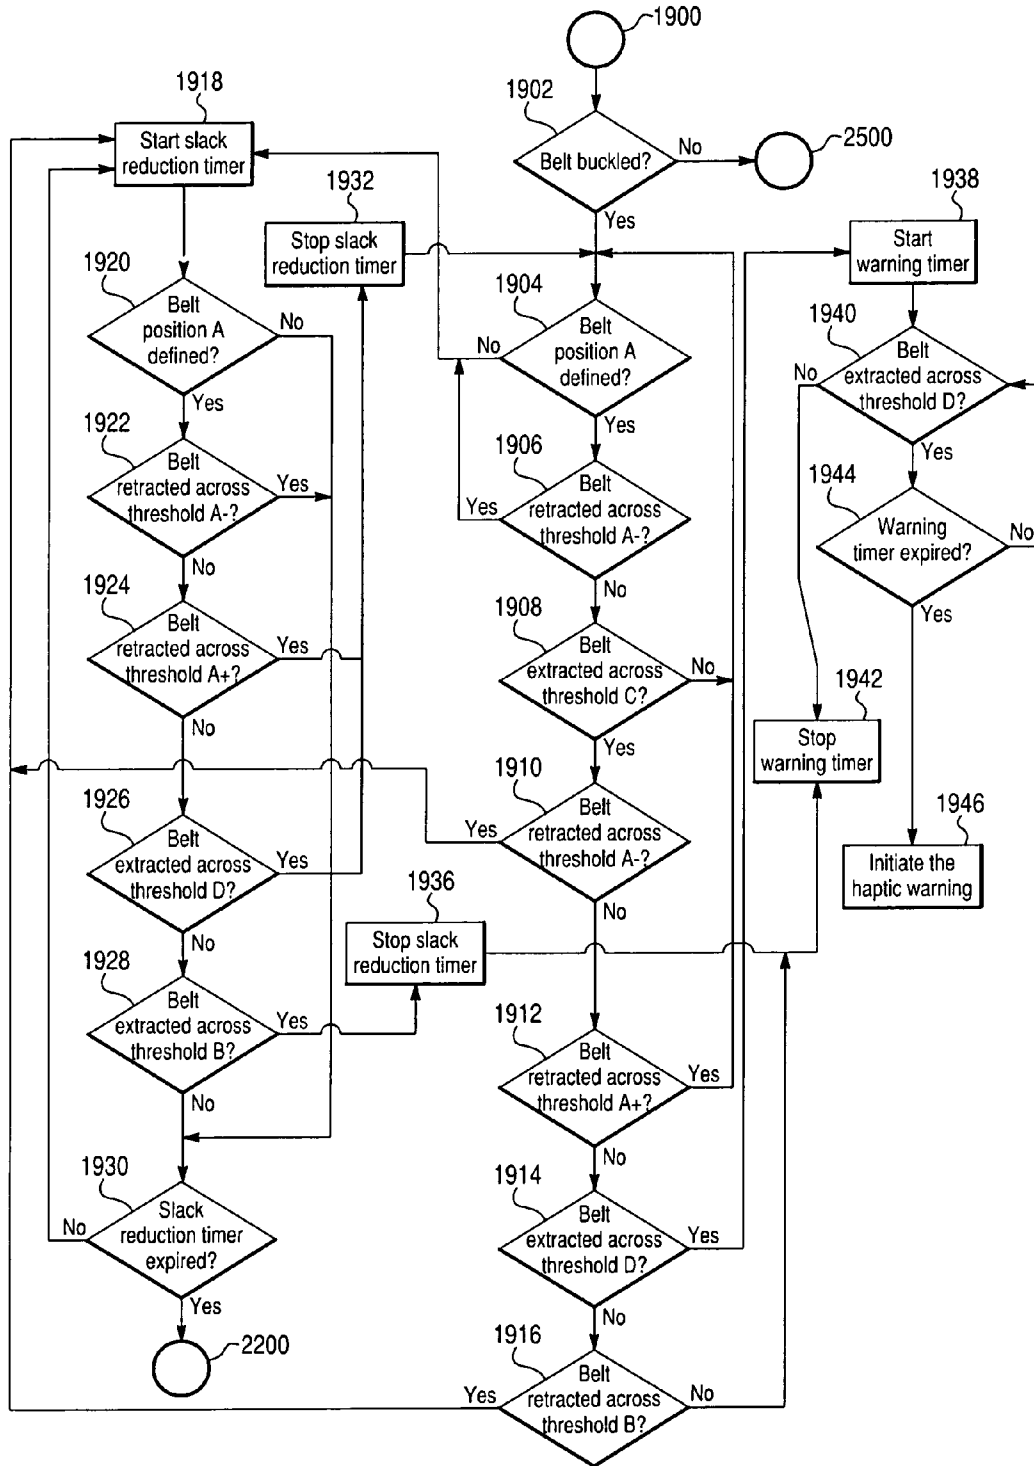 1900
1902
Belt buckled?
No
2500
Yes
1918
Start slack
reduction timer
1932
Stop slack
reduction timer
1938
Start
warning timer
1920
Belt
position A
defined?
No
Yes
1904
Belt
position A
defined?
No
Yes
1940
Belt
extracted across
threshold D?
No
Yes
1922
Belt
retracted across
threshold A-?
Yes
No
1906
Belt
retracted across
threshold A-?
Yes
No
1944
Warning
timer expired?
No
Yes
1924
Belt
retracted across
threshold A+?
Yes
No
1908
Belt
extracted across
threshold C?
No
Yes
1942
Stop
warning timer
1910
Belt
retracted across
threshold A-?
Yes
No
1926
Belt
extracted across
threshold D?
Yes
No
1946
Initiate the
haptic warning
1936
Stop slack
reduction timer
1928
Belt
extracted across
threshold B?
Yes
No
1912
Belt
retracted across
threshold A+?
Yes
No
1930
Slack
reduction timer
expired?
No
Yes
1914
Belt
extracted across
threshold D?
Yes
No
2200
1916
Belt
retracted across
threshold B?
Yes
No